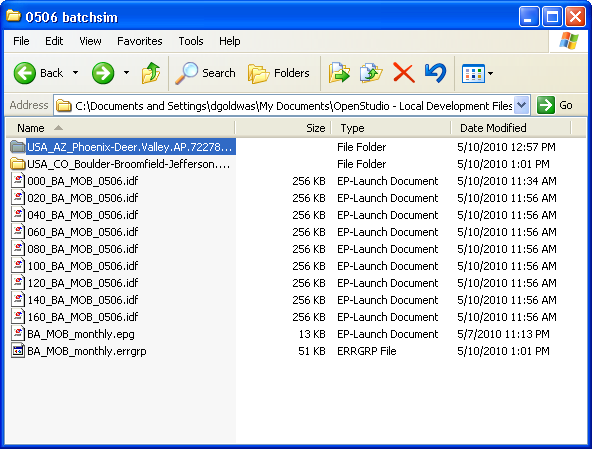 0506 batchsim
File Edit View Favorites Tools Help
Back Search Folders
Address C:\Documents and Settings\dgoldwas\My Documents\OpenStudio - Local Development Files Go
Name Size Type Date Modified
USA_AZ_Phoenix-Deer.Valley.AP.72278... File Folder 5/10/2010 12:57 PM
USA_CO_Boulder-Broomfield-Jefferson.... File Folder 5/10/2010 1:01 PM
000_BA_MOB_0506.idf 256 KB EP-Launch Document 5/10/2010 11:34 AM
020_BA_MOB_0506.idf 256 KB EP-Launch Document 5/10/2010 11:56 AM
040_BA_MOB_0506.idf 256 KB EP-Launch Document 5/10/2010 11:56 AM
060_BA_MOB_0506.idf 256 KB EP-Launch Document 5/10/2010 11:56 AM
080_BA_MOB_0506.idf 256 KB EP-Launch Document 5/10/2010 11:56 AM
100_BA_MOB_0506.idf 256 KB EP-Launch Document 5/10/2010 11:56 AM
120_BA_MOB_0506.idf 256 KB EP-Launch Document 5/10/2010 11:56 AM
140_BA_MOB_0506.idf 256 KB EP-Launch Document 5/10/2010 11:56 AM
160_BA_MOB_0506.idf 256 KB EP-Launch Document 5/10/2010 11:56 AM
BA_MOB_monthly.epg 13 KB EP-Launch Document 5/7/2010 11:13 PM
BA_MOB_monthly.errgrp 51 KB ERRGRP File 5/10/2010 1:01 PM